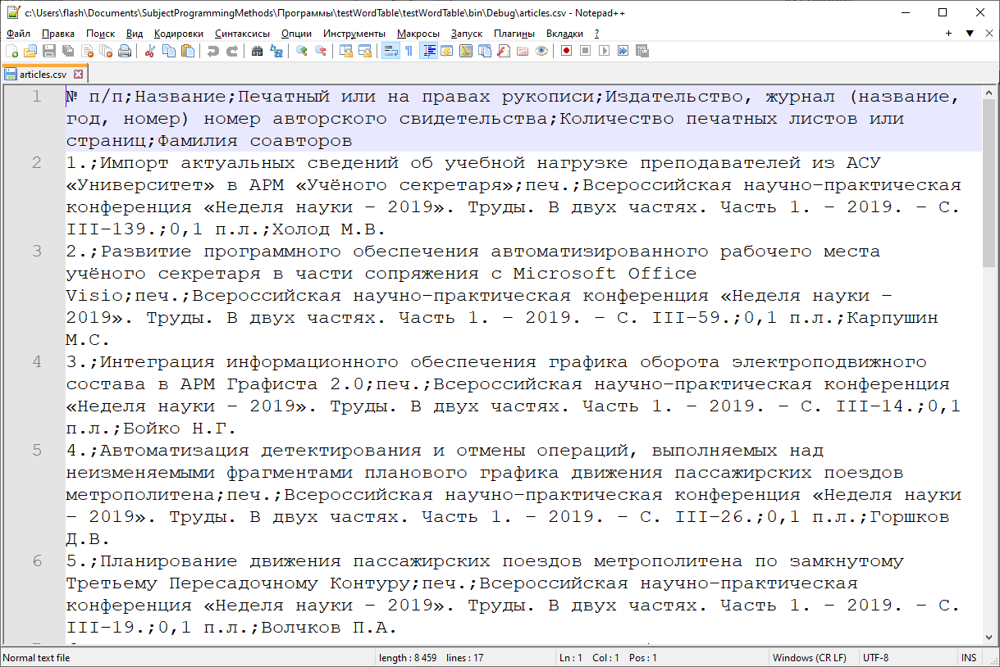 c:\Users\flash\Documents\SubjectProgrammingMethods\Программы\testWordTable\testWordTable\bin\Debug\articles.csv - Notepad++
Файл Правка Поиск Вид Кодировки Синтаксисы Опции Инструменты Макросы Запуск Плагины Вкладки ? + ▼ ✕
articles.csv
1 № п/п;Название;Печатный или на правах рукописи;Издательство, журнал (название,
год, номер) номер авторского свидетельства;Количество печатных листов или
страниц;Фамилия соавторов
2 1.;Импорт актуальных сведений об учебной нагрузке преподавателей из АСУ
«Университет» в АРМ «Учёного секретаря»;печ.;Всероссийская научно-практическая
конференция «Неделя науки – 2019». Труды. В двух частях. Часть 1. – 2019. – С.
III-139.;0,1 п.л.;Холод М.В.
3 2.;Развитие программного обеспечения автоматизированного рабочего места
учёного секретаря в части сопряжения с Microsoft Office
Visio;печ.;Всероссийская научно-практическая конференция «Неделя науки –
2019». Труды. В двух частях. Часть 1. – 2019. – С. III-59.;0,1 п.л.;Карпушин
М.С.
4 3.;Интеграция информационного обеспечения графика оборота электроподвижного
состава в АРМ Графиста 2.0;печ.;Всероссийская научно-практическая конференция
«Неделя науки – 2019». Труды. В двух частях. Часть 1. – 2019. – С. III-14.;0,1
п.л.;Бойко Н.Г.
5 4.;Автоматизация детектирования и отмены операций, выполняемых над
неизменяемыми фрагментами планового графика движения пассажирских поездов
метрополитена;печ.;Всероссийская научно-практическая конференция «Неделя науки
– 2019». Труды. В двух частях. Часть 1. – 2019. – С. III-26.;0,1 п.л.;Горшков
Д.В.
6 5.;Планирование движения пассажирских поездов метрополитена по замкнутому
Третьему Пересадочному Контуру;печ.;Всероссийская научно-практическая
конференция «Неделя науки – 2019». Труды. В двух частях. Часть 1. – 2019. – С.
III-19.;0,1 п.л.;Волчков П.А.
Normal text file length : 8 459 lines : 17 Ln : 1 Col : 1 Pos : 1 Windows (CR LF) UTF-8 INS